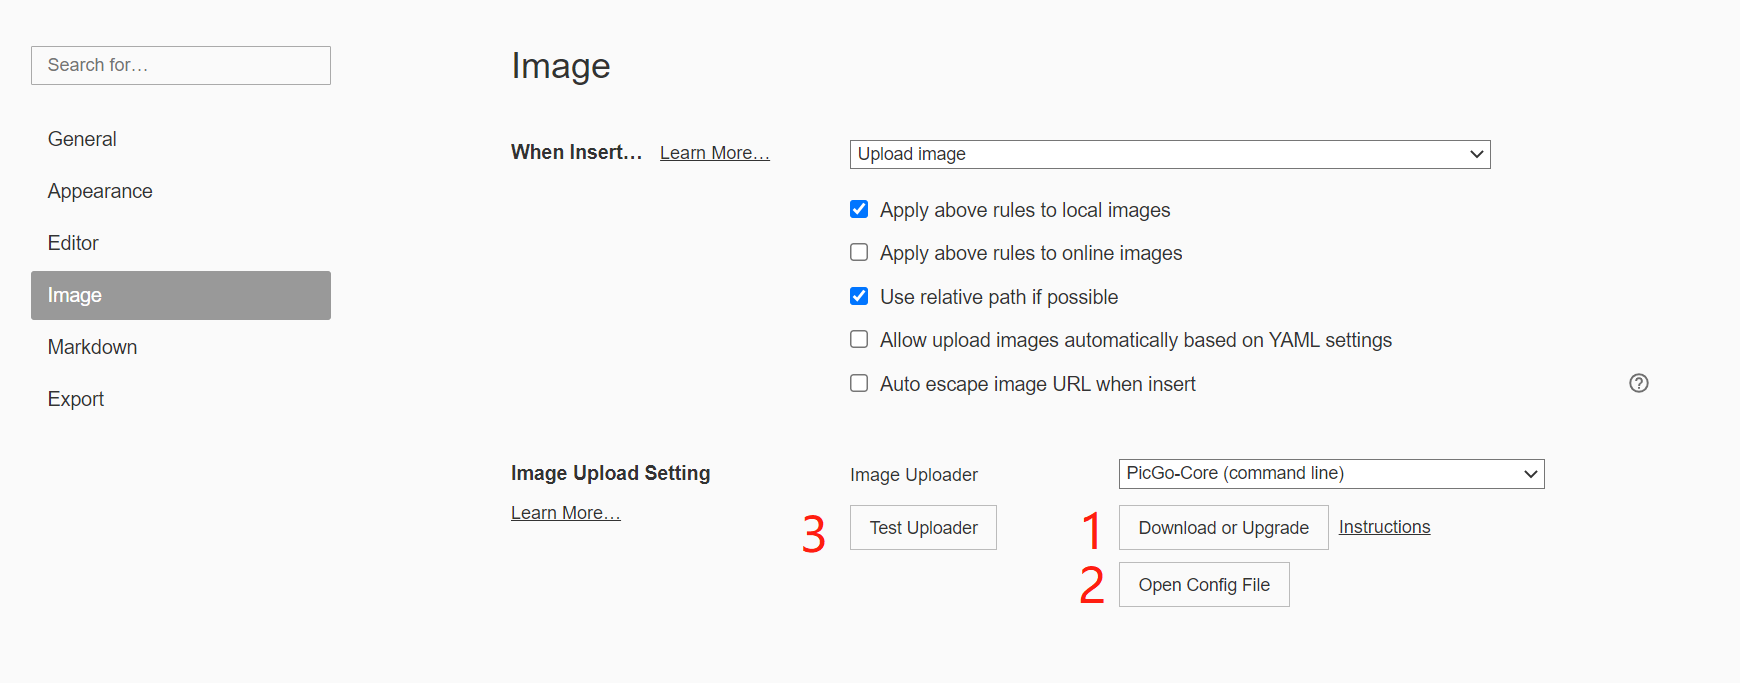 Search for…
General
Appearance
Editor
Image
Markdown
Export
Image
When Insert… Learn More…
Upload image
Apply above rules to local images
Apply above rules to online images
Use relative path if possible
Allow upload images automatically based on YAML settings
Auto escape image URL when insert
?
Image Upload Setting
Learn More…
Image Uploader
PicGo-Core (command line)
3 Test Uploader
1 Download or Upgrade Instructions
2 Open Config File